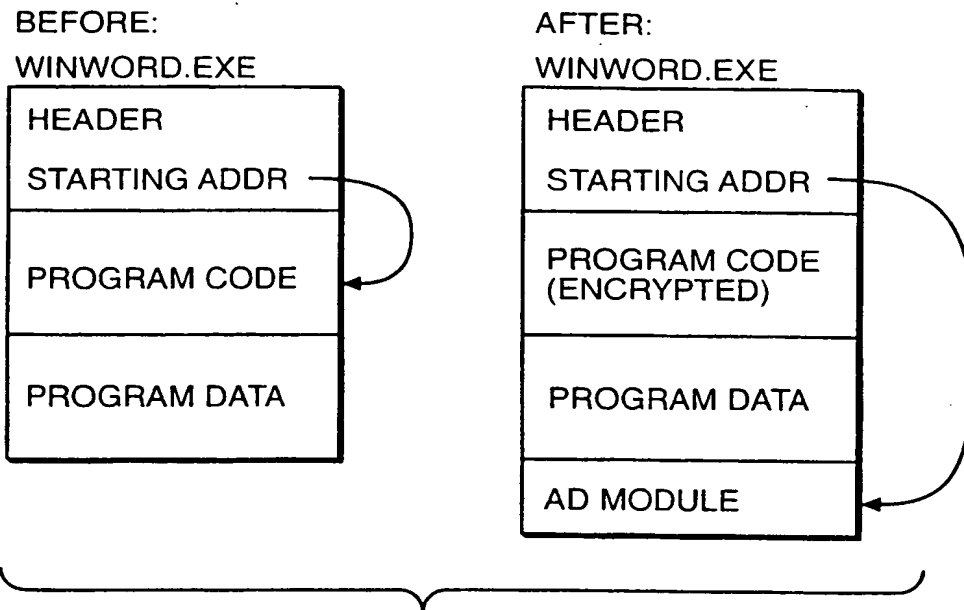 BEFORE:
WINWORD.EXE
HEADER
STARTING ADDR
PROGRAM CODE
PROGRAM DATA
AFTER:
WINWORD.EXE
HEADER
STARTING ADDR
PROGRAM CODE
(ENCRYPTED)
PROGRAM DATA
AD MODULE